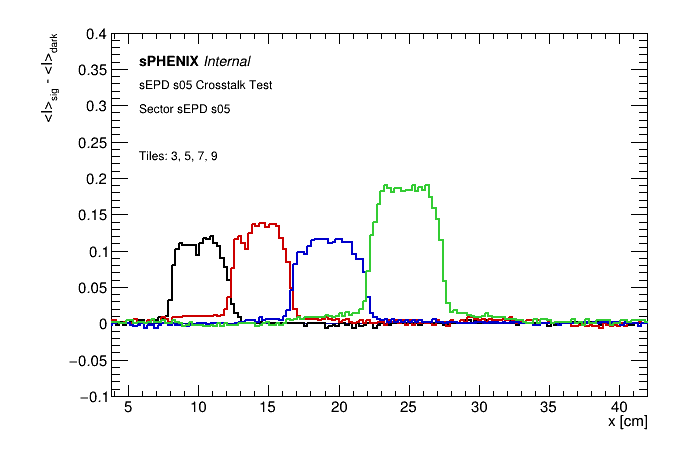 0.4
0.35
0.3
0.25
0.2
0.15
0.1
0.05
0
−0.05
−0.1
<I>sig - <I>dark
sPHENIX Internal
sEPD s05 Crosstalk Test
Sector sEPD s05
Tiles: 3, 5, 7, 9
5 10 15 20 25 30 35 40
x [cm]